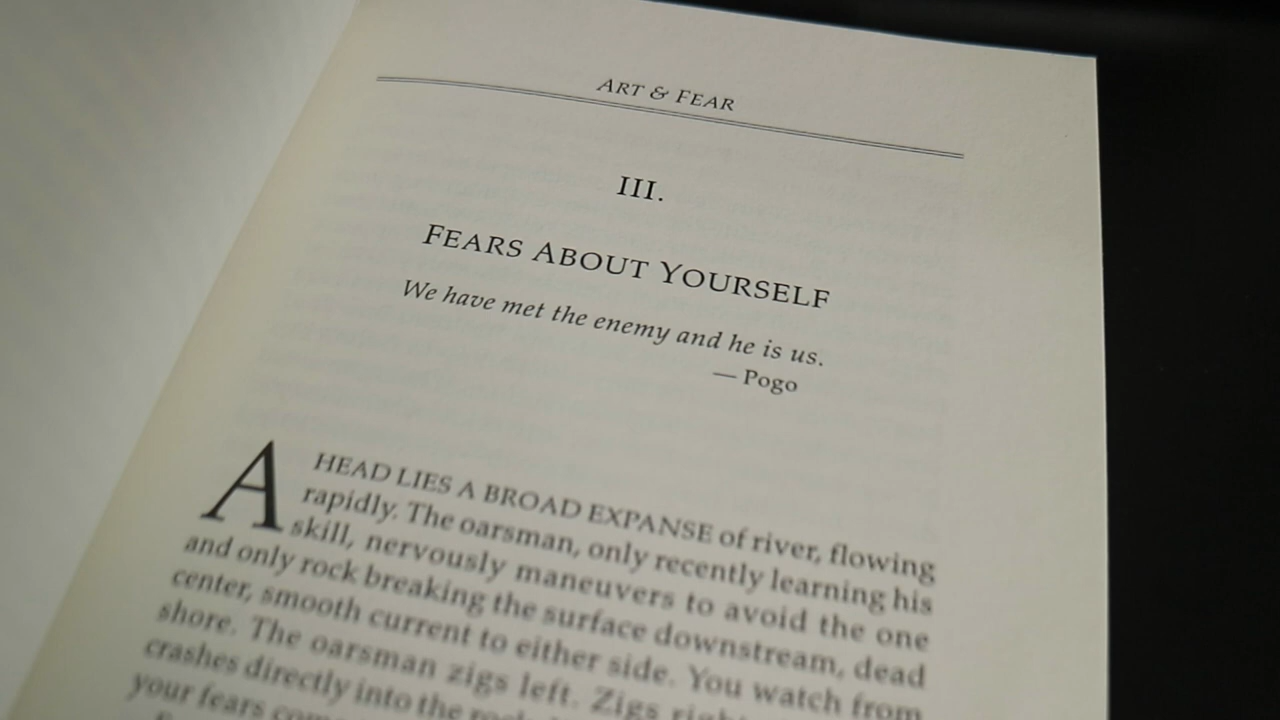 ART & FEAR
III.
FEARS ABOUT YOURSELF
We have met the enemy and he is us.
— Pogo
AHEAD LIES A BROAD EXPANSE of river, flowing
rapidly. The oarsman, only recently learning his
skill, nervously maneuvers to avoid the one
and only rock breaking the surface downstream, dead
center, smooth current to either side. You watch from
shore. The oarsman zigs left. Zigs
crashes directly into the
your fears